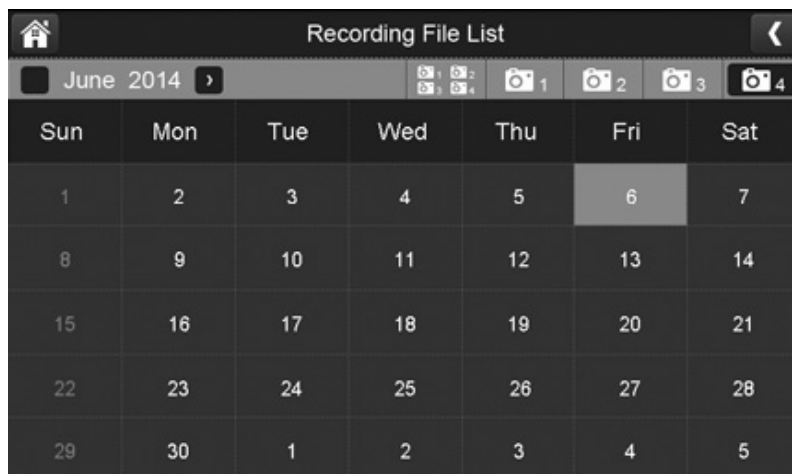 Recording File List
June 2014 1 2 3 4 1 2 3 4
Sun Mon Tue Wed Thu Fri Sat
1 2 3 4 5 6 7
8 9 10 11 12 13 14
15 16 17 18 19 20 21
22 23 24 25 26 27 28
29 30 1 2 3 4 5